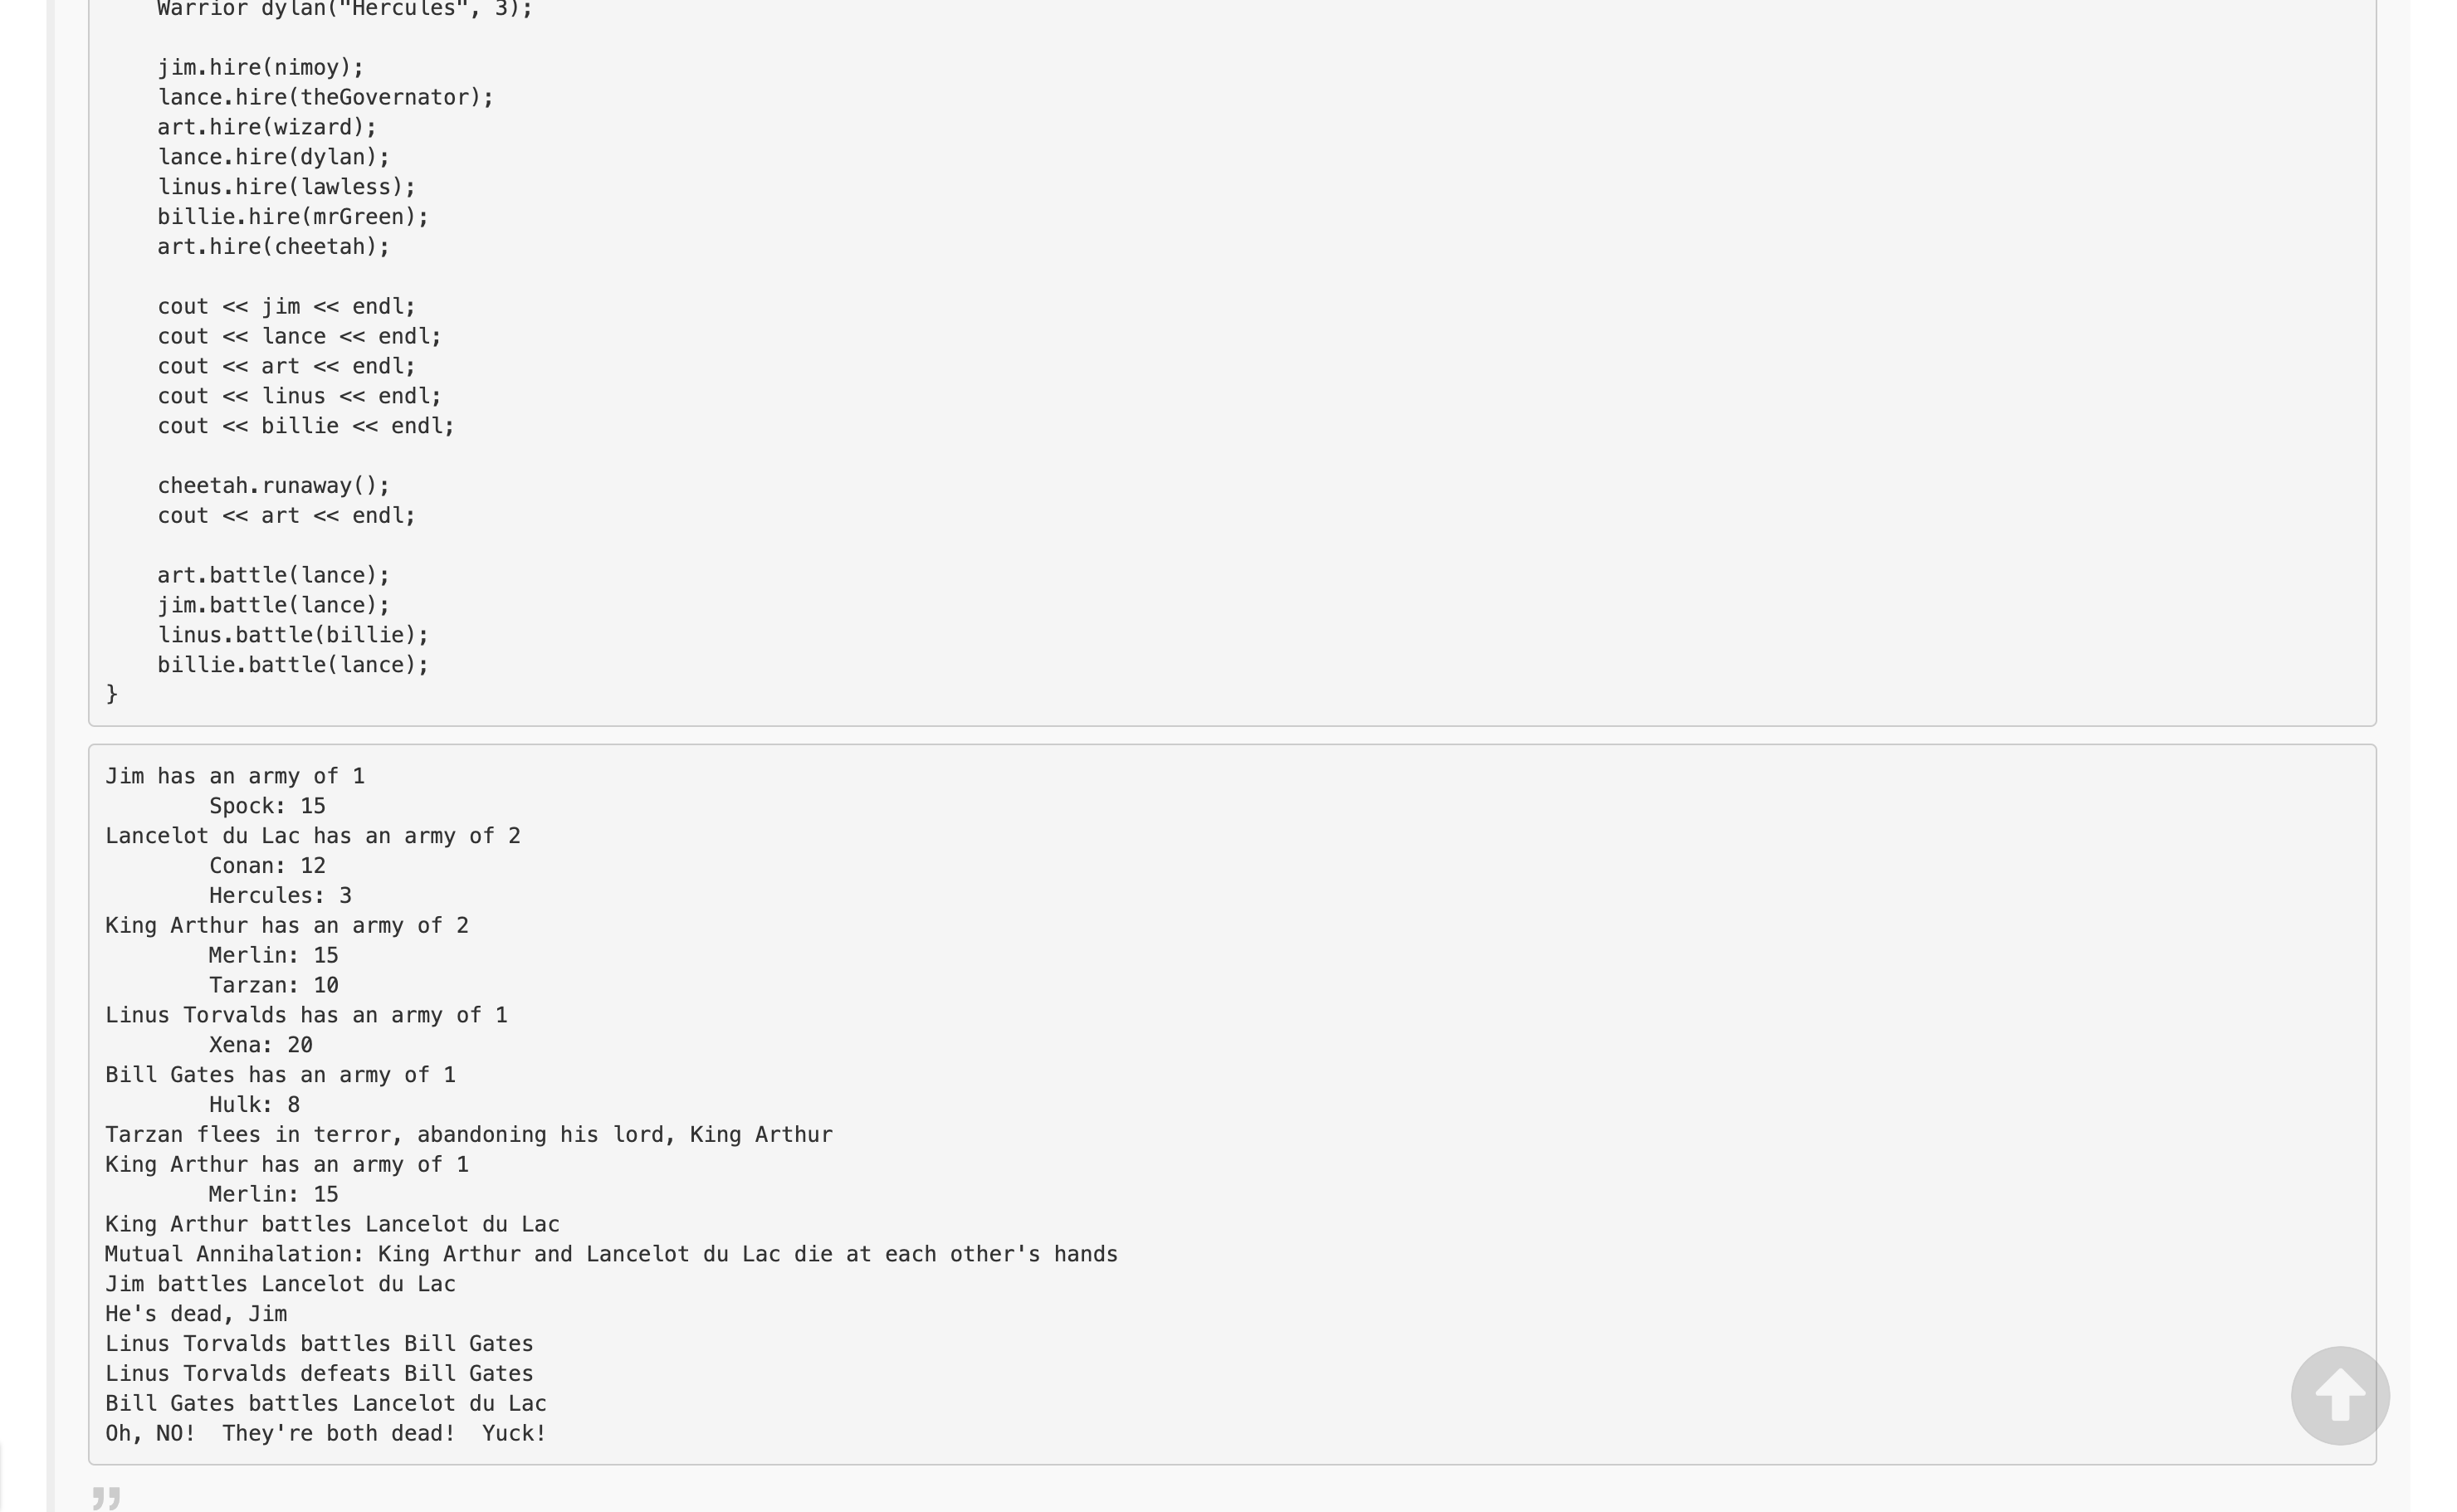 Warrior dylan("Hercules", 3);
jim.hire(nimoy);
lance.hire(theGovernator);
art.hire(wizard);
lance.hire(dylan);
linus.hire(lawless);
billie.hire(mrGreen);
art.hire(cheetah);
cout << jim << endl;
cout << lance << endl;
cout << art << endl;
cout << linus << endl;
cout << billie << endl;
cheetah.runaway();
cout << art << endl;
art.battle(lance);
jim.battle(lance);
linus.battle(billie);
billie.battle(lance);
}
Jim has an army of 1
Spock: 15
Lancelot du Lac has an army of 2
Conan: 12
Hercules: 3
King Arthur has an army of 2
Merlin: 15
Tarzan: 10
Linus Torvalds has an army of 1
Xena: 20
Bill Gates has an army of 1
Hulk: 8
Tarzan flees in terror, abandoning his lord, King Arthur
King Arthur has an army of 1
Merlin: 15
King Arthur battles Lancelot du Lac
Mutual Annihalation: King Arthur and Lancelot du Lac die at each other's hands
Jim battles Lancelot du Lac
He's dead, Jim
Linus Torvalds battles Bill Gates
Linus Torvalds defeats Bill Gates
Bill Gates battles Lancelot du Lac
Oh, NO!  They're both dead!  Yuck!
”